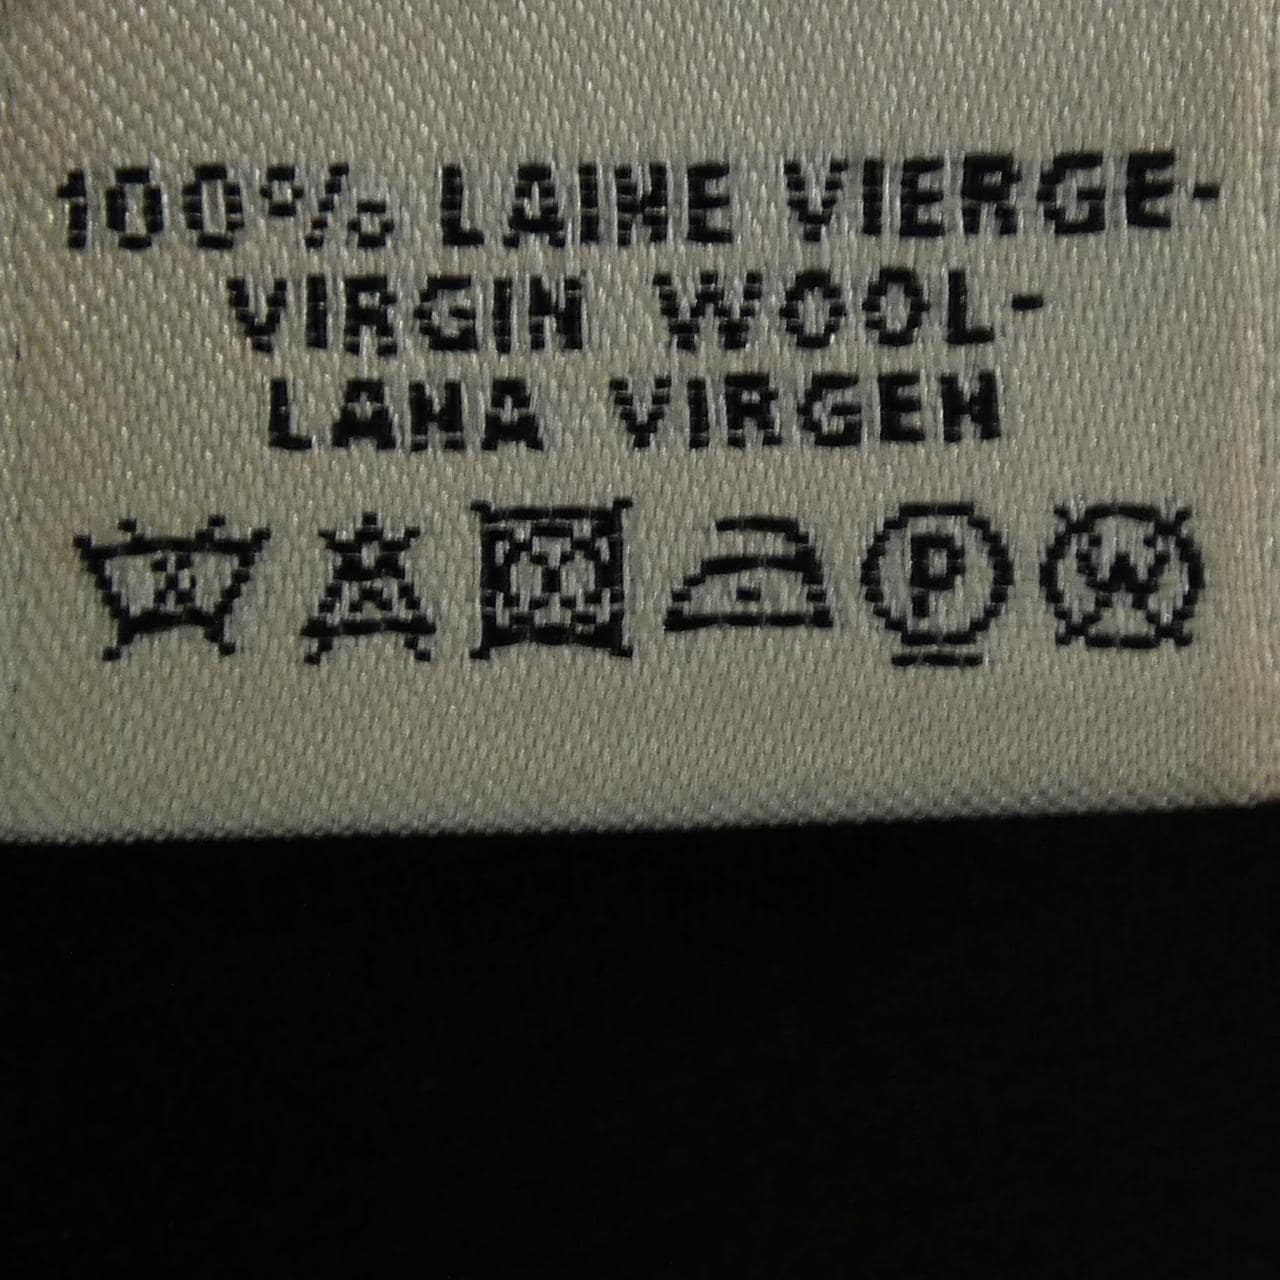 100% LAINE VIERGE-
VIRGIN WOOL-
LANA VIRGEN
P W